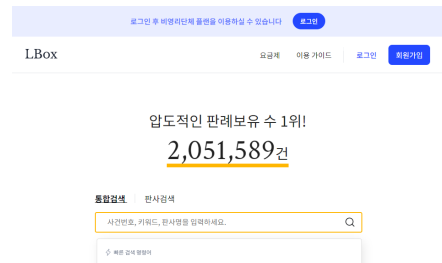 로그인 후 비영리단체 플랜을 이용하실 수 있습니다 로그인
LBox 요금제 이용 가이드 로그인 회원가입
압도적인 판례보유 수 1위!
2,051,589건
통합검색 판사검색
사건번호, 키워드, 판사명을 입력하세요.
빠른 검색 명령어